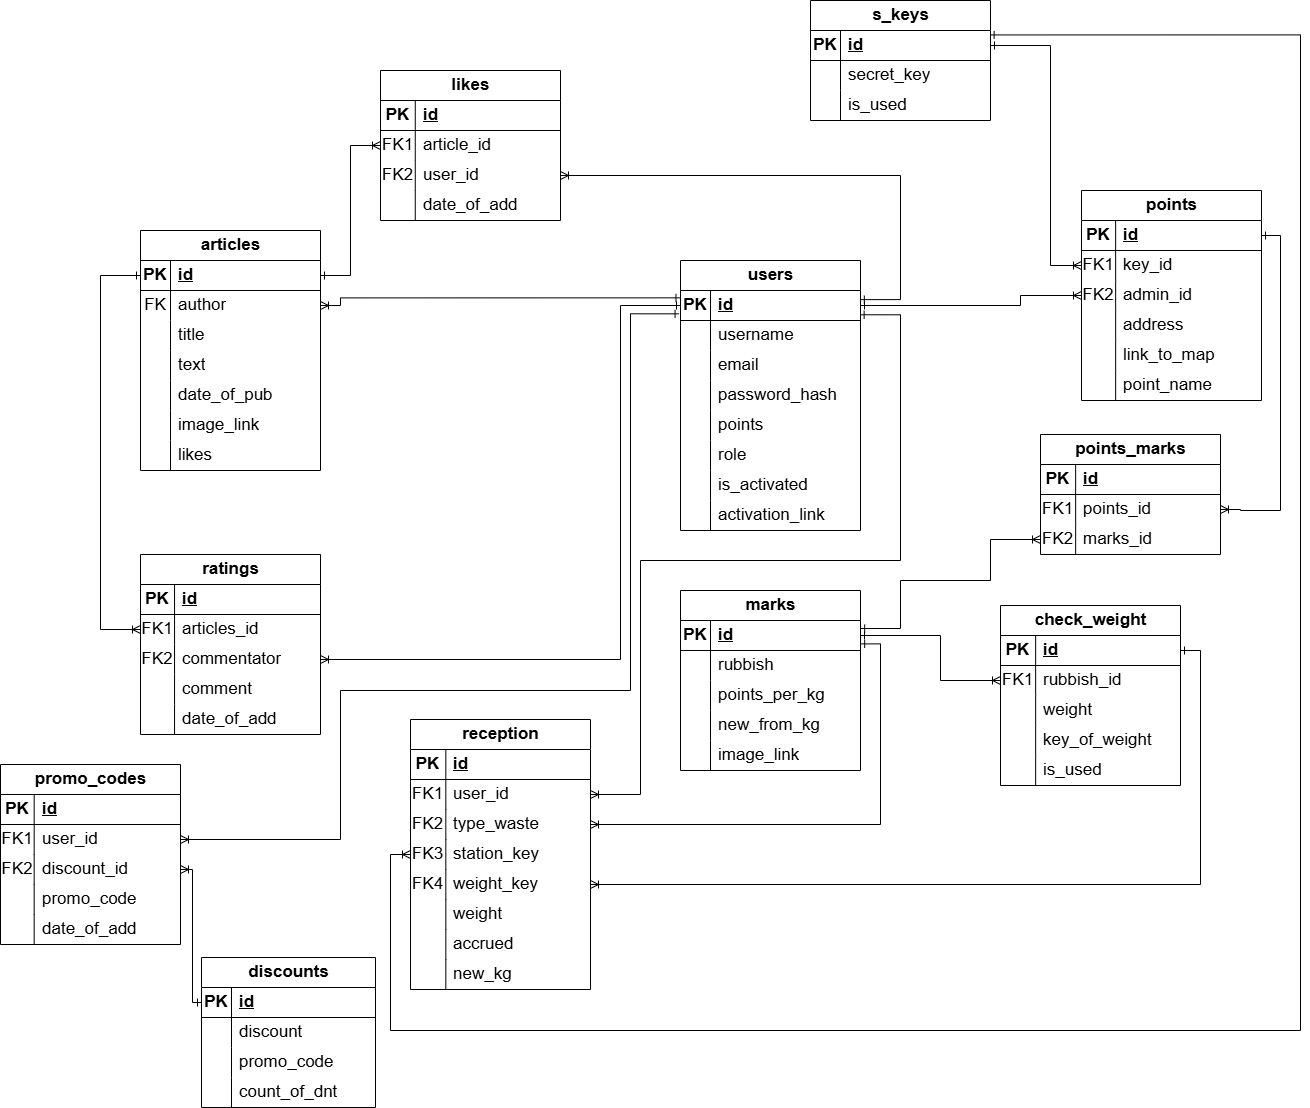 s_keys
PK id
secret_key
is_used
likes
PK id
FK1 article_id
FK2 user_id
date_of_add
points
PK id
FK1 key_id
FK2 admin_id
address
link_to_map
point_name
articles
PK id
FK author
title
text
date_of_pub
image_link
likes
users
PK id
username
email
password_hash
points
role
is_activated
activation_link
points_marks
PK id
FK1 points_id
FK2 marks_id
ratings
PK id
FK1 articles_id
FK2 commentator
comment
date_of_add
marks
PK id
rubbish
points_per_kg
new_from_kg
image_link
check_weight
PK id
FK1 rubbish_id
weight
key_of_weight
is_used
reception
PK id
FK1 user_id
FK2 type_waste
FK3 station_key
FK4 weight_key
weight
accrued
new_kg
promo_codes
PK id
FK1 user_id
FK2 discount_id
promo_code
date_of_add
discounts
PK id
discount
promo_code
count_of_dnt